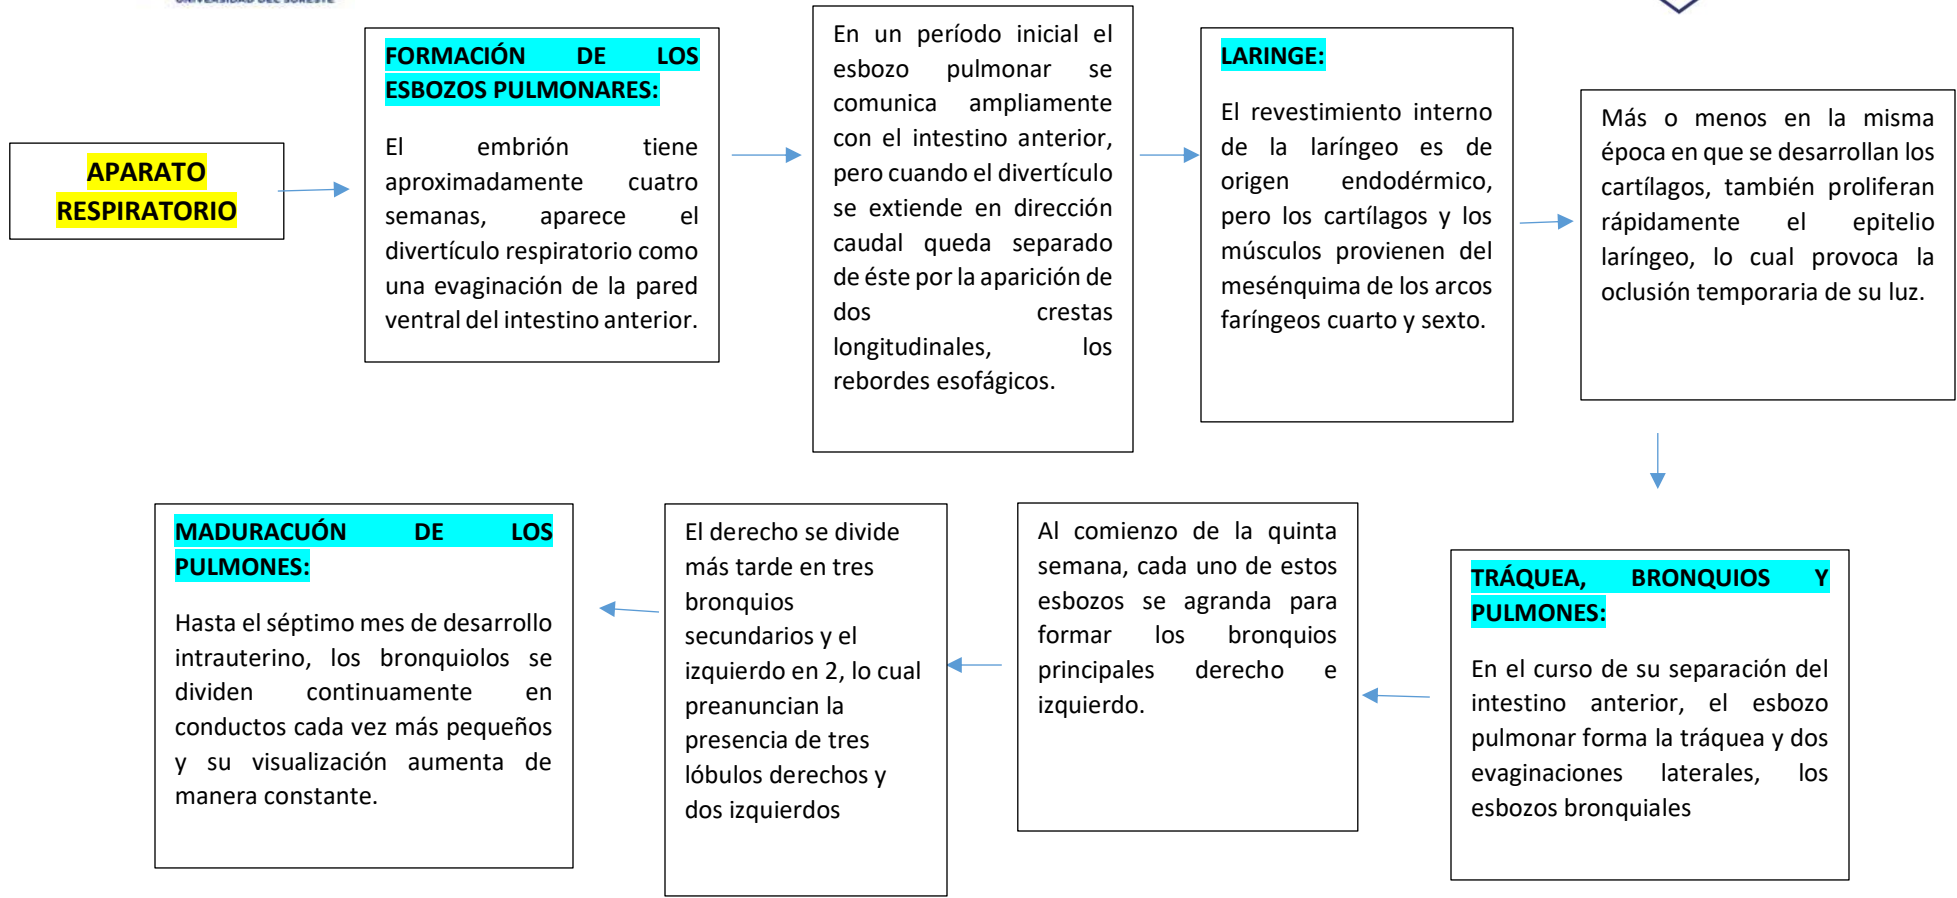 UNIVERSIDAD DEL SURESTE
APARATO
RESPIRATORIO
FORMACIÓN DE LOS
ESBOZOS PULMONARES:
El embrión tiene
aproximadamente cuatro
semanas, aparece el
divertículo respiratorio como
una evaginación de la pared
ventral del intestino anterior.
En un período inicial el
esbozo pulmonar se
comunica ampliamente
con el intestino anterior,
pero cuando el divertículo
se extiende en dirección
caudal queda separado
de éste por la aparición de
dos crestas
longitudinales, los
rebordes esofágicos.
LARINGE:
El revestimiento interno
de la laríngeo es de
origen endodérmico,
pero los cartílagos y los
músculos provienen del
mesénquima de los arcos
faríngeos cuarto y sexto.
Más o menos en la misma
época en que se desarrollan los
cartílagos, también proliferan
rápidamente el epitelio
laríngeo, lo cual provoca la
oclusión temporaria de su luz.
TRÁQUEA, BRONQUIOS Y
PULMONES:
En el curso de su separación del
intestino anterior, el esbozo
pulmonar forma la tráquea y dos
evaginaciones laterales, los
esbozos bronquiales
Al comienzo de la quinta
semana, cada uno de estos
esbozos se agranda para
formar los bronquios
principales derecho e
izquierdo.
El derecho se divide
más tarde en tres
bronquios
secundarios y el
izquierdo en 2, lo cual
preanuncian la
presencia de tres
lóbulos derechos y
dos izquierdos
MADURACUÓN DE LOS
PULMONES:
Hasta el séptimo mes de desarrollo
intrauterino, los bronquiolos se
dividen continuamente en
conductos cada vez más pequeños
y su visualización aumenta de
manera constante.